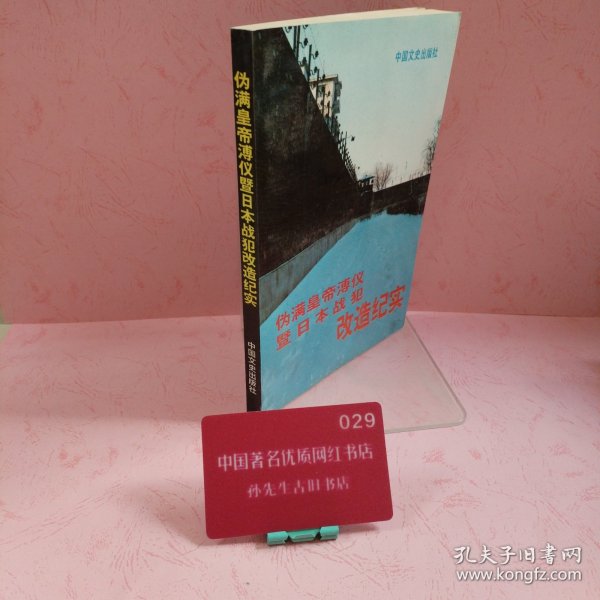 伪满皇帝溥仪暨日本战犯改造纪实
中国文史出版社
中国文史出版社
伪满皇帝溥仪
暨日本战犯
改造纪实
029
中国著名优质网红书店
孙先生古旧书店
孔夫子旧书网
www.kongfz.com